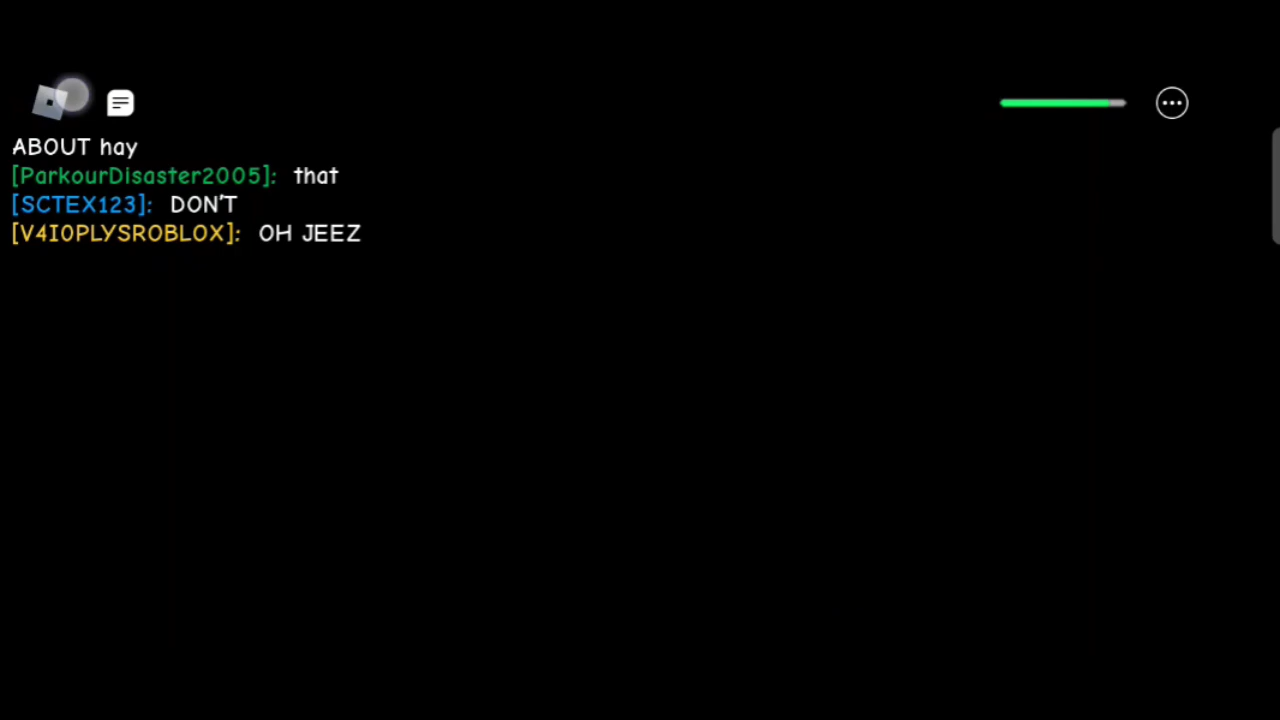 ABOUT hay
[ParkourDisaster2005]: that
[SCTEX123]: DON'T
[V4I0PLYSROBLOX]: OH JEEZ